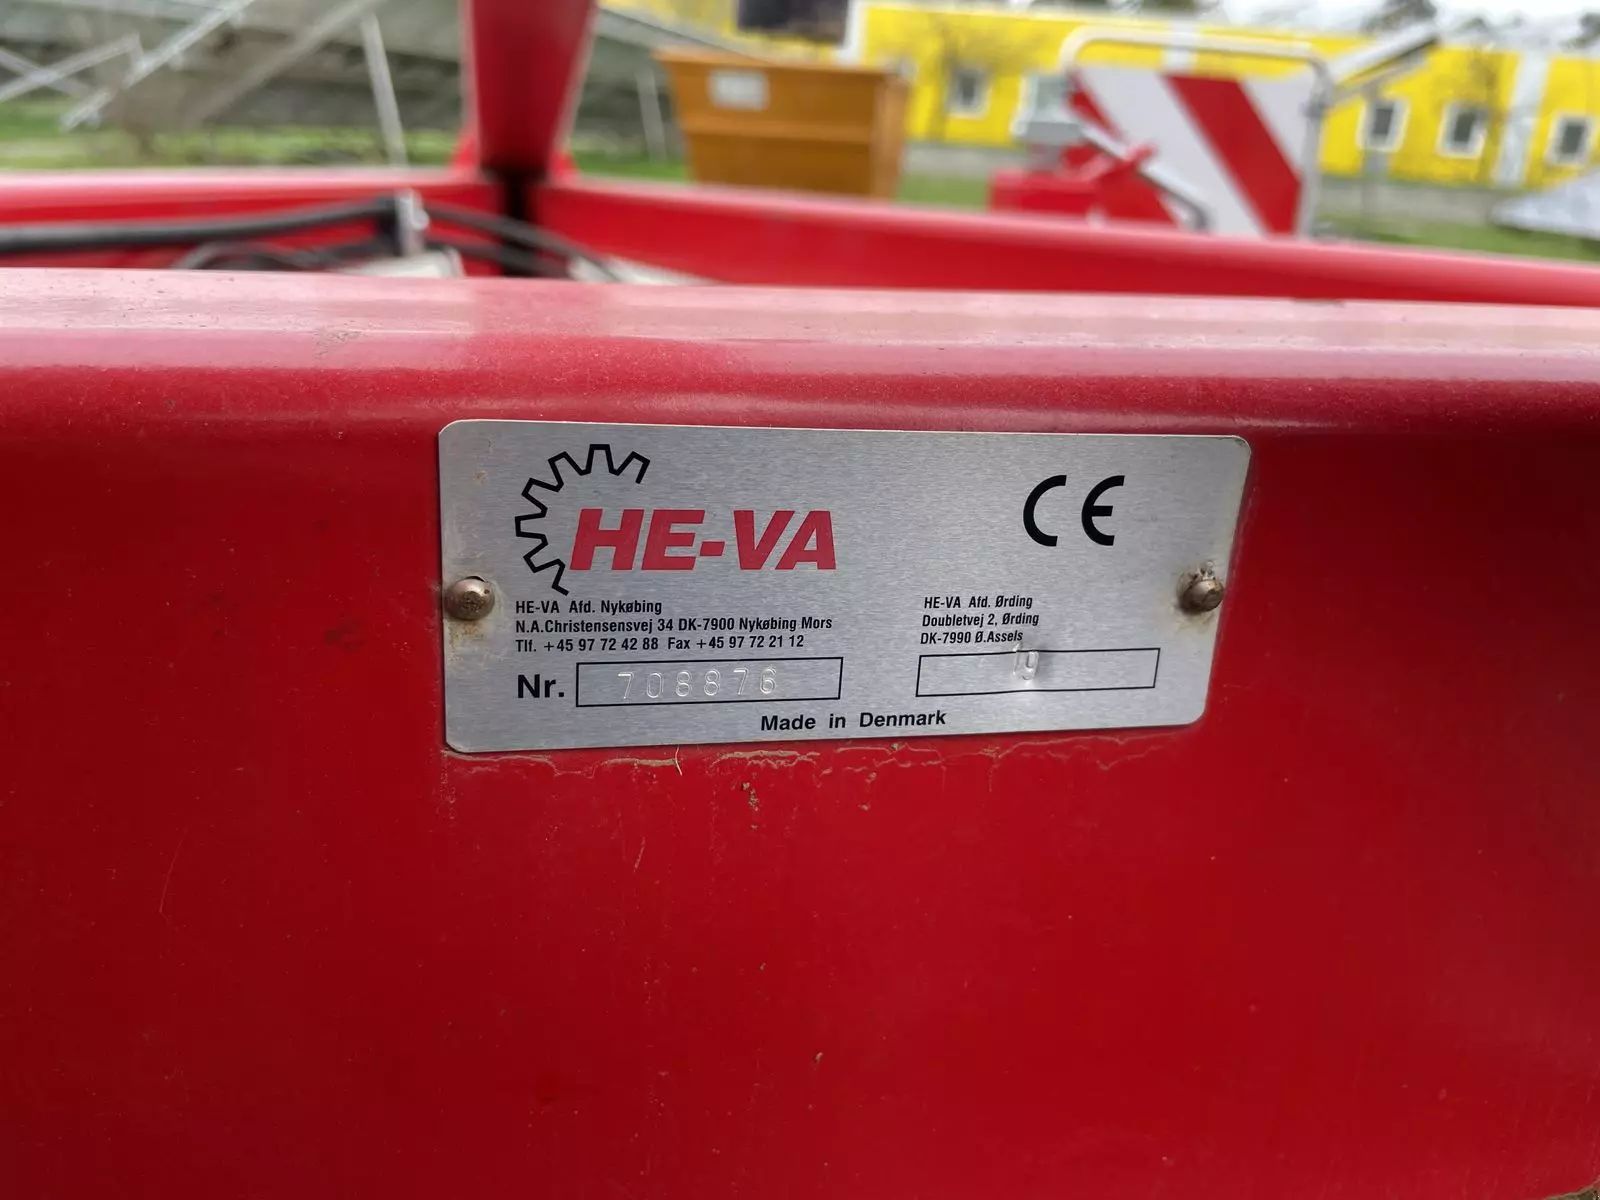 HE-VA
CE
HE-VA Afd. Nykøbing
N.A.Christensensvej 34 DK-7900 Nykøbing Mors
Tlf. +45 97 72 42 88 Fax +45 97 72 21 12
HE-VA Afd. Ørding
Doubletvej 2, Ørding
DK-7990 Ø.Assels
Nr. 708876
19
Made in Denmark